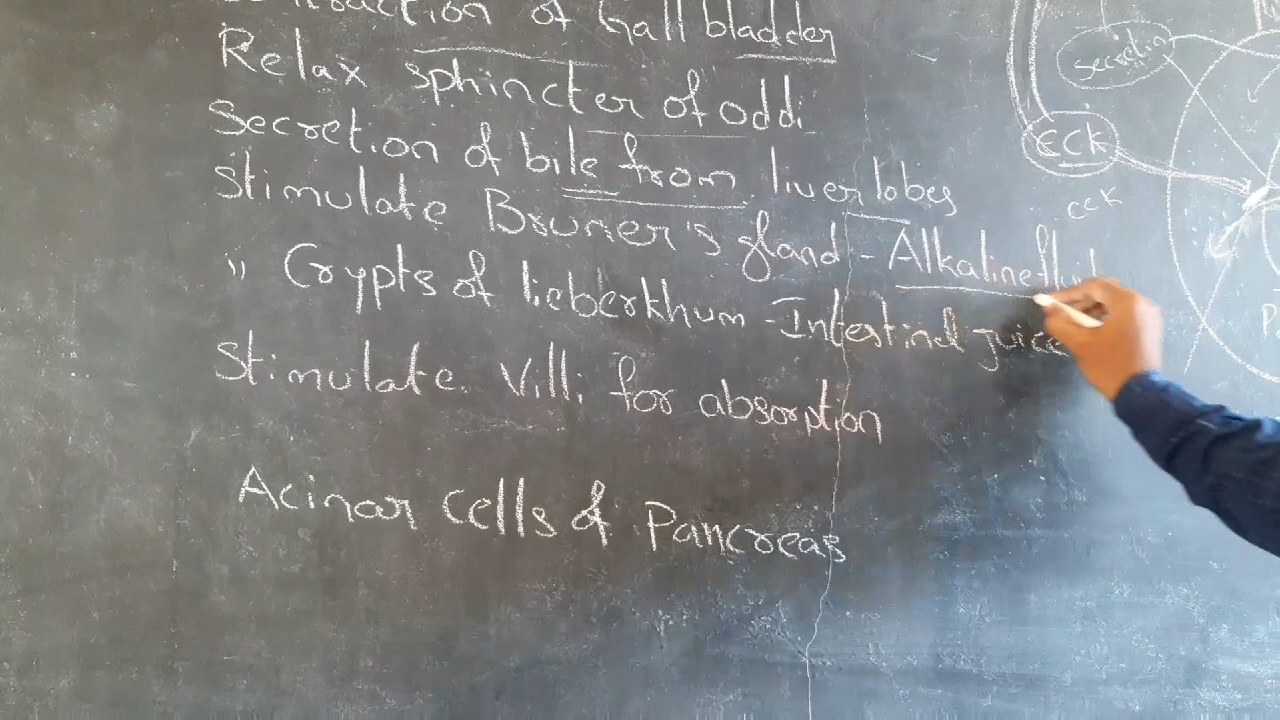 of Gall bladder
Relax sphincter of oddi
Secretion of bile from liver lobes
Stimulate Bruner's gland - Alkaline
" Crypts of lieberkhum - Intestinal juice
Stimulate Villi for absorption
Acinar Cells of Pancreas
secretin
CCK
CCK